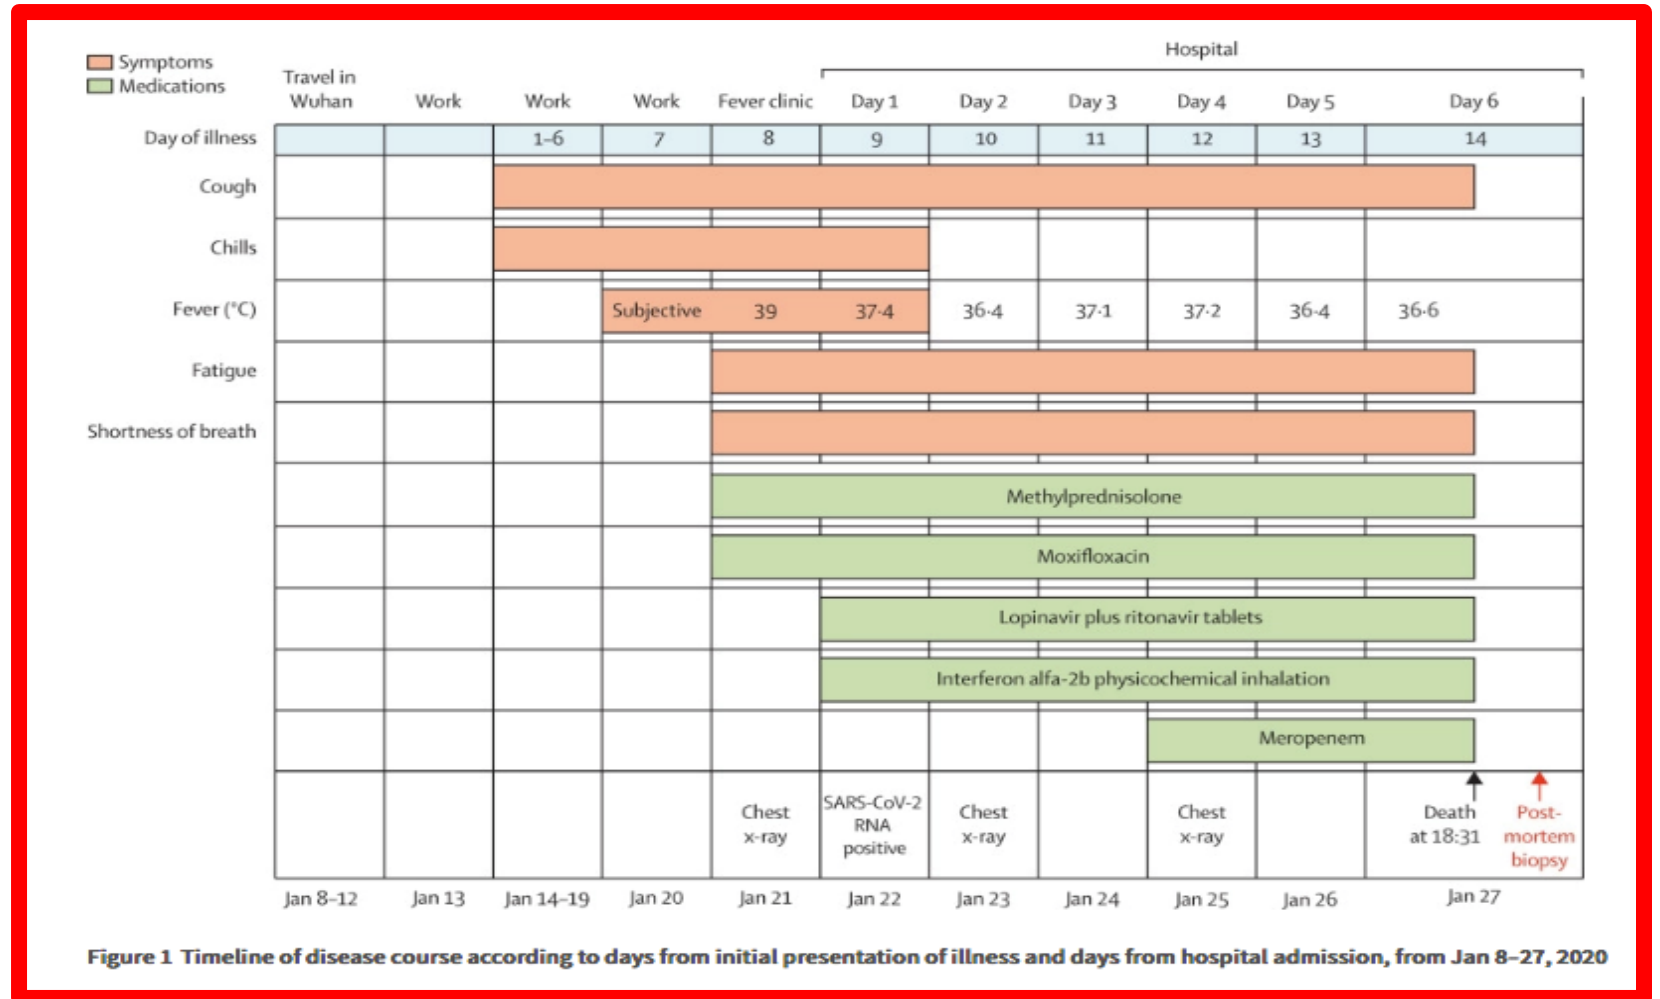 Hospital
Symptoms
Medications
Travel in
Wuhan Work Work Work Fever clinic Day 1 Day 2 Day 3 Day 4 Day 5 Day 6
Day of illness 1–6 7 8 9 10 11 12 13 14
Cough
Chills
Fever (°C) Subjective 39 37·4 36·4 37·1 37·2 36·4 36·6
Fatigue
Shortness of breath
Methylprednisolone
Moxifloxacin
Lopinavir plus ritonavir tablets
Interferon alfa-2b physicochemical inhalation
Meropenem
Chest
x-ray
SARS-CoV-2
RNA
positive
Chest
x-ray
Chest
x-ray
Death
at 18:31
Post-
mortem
biopsy
Jan 8–12 Jan 13 Jan 14–19 Jan 20 Jan 21 Jan 22 Jan 23 Jan 24 Jan 25 Jan 26 Jan 27
Figure 1 Timeline of disease course according to days from initial presentation of illness and days from hospital admission, from Jan 8–27, 2020